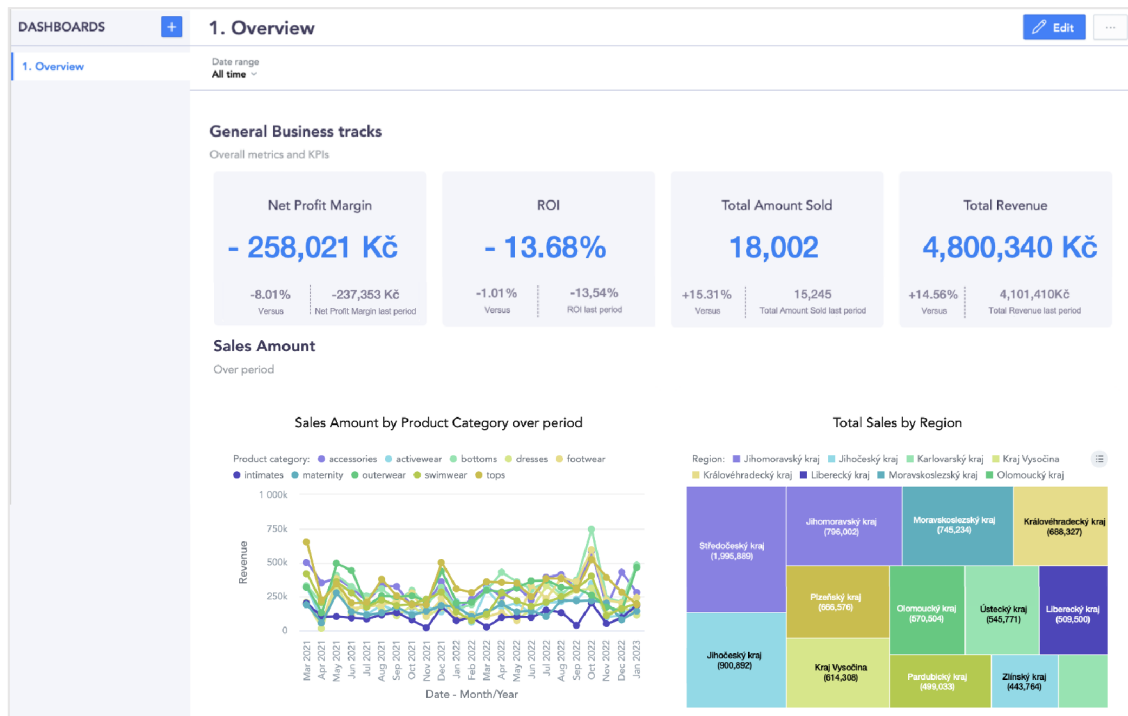 DASHBOARDS
+
1. Overview
Edit
...
1. Overview
Date range
All time
General Business tracks
Overall metrics and KPIs
Net Profit Margin
- 258,021 Kč
-8.01%
Versus
-237,353 Kč
Net Profit Margin last period
ROI
- 13.68%
-1.01%
Versus
-13,54%
ROI last period
Total Amount Sold
18,002
+15.31%
Versus
15,245
Total Amount Sold last period
Total Revenue
4,800,340 Kč
+14.56%
Versus
4,101,410Kč
Total Revenue last period
Sales Amount
Over period
Sales Amount by Product Category over period
Product category: accessories activewear bottoms dresses footwear
intimates maternity outerwear swimwear tops
1 000k
750k
500k
250k
0
Revenue
Mar 2021
Apr 2021
May 2021
Jun 2021
Jul 2021
Aug 2021
Sep 2021
Oct 2021
Nov 2021
Dec 2021
Jan 2022
Feb 2022
Mar 2022
Apr 2022
May 2022
Jun 2022
Jul 2022
Aug 2022
Sep 2022
Ort 2022
Nov 2022
Dec 2022
Jan 2023
Date - Month/Year
Total Sales by Region
Region: Jihomoravský kraj Jihočeský kraj Karlovarský kraj Kraj Vysočina
Královéhradecký kraj Liberecký kraj Moravskoslezský kraj Olomoucký kraj
Středočeský kraj
Jihomoravský kraj
(796,002)
Moravskoslezský kraj
(745,234)
Královéhradecký kraj
Plzeňský kraj
(666,576)
Olomoucký kraj
(570,504)
Ústecký kraj
(545,771)
Liberecký kraj
(509,500)
Jihočeský kraj
(900,892)
Kraj Vysočina
(614,308)
Pardubický kraj
(499,033)
Zlínský kraj
(443,764)